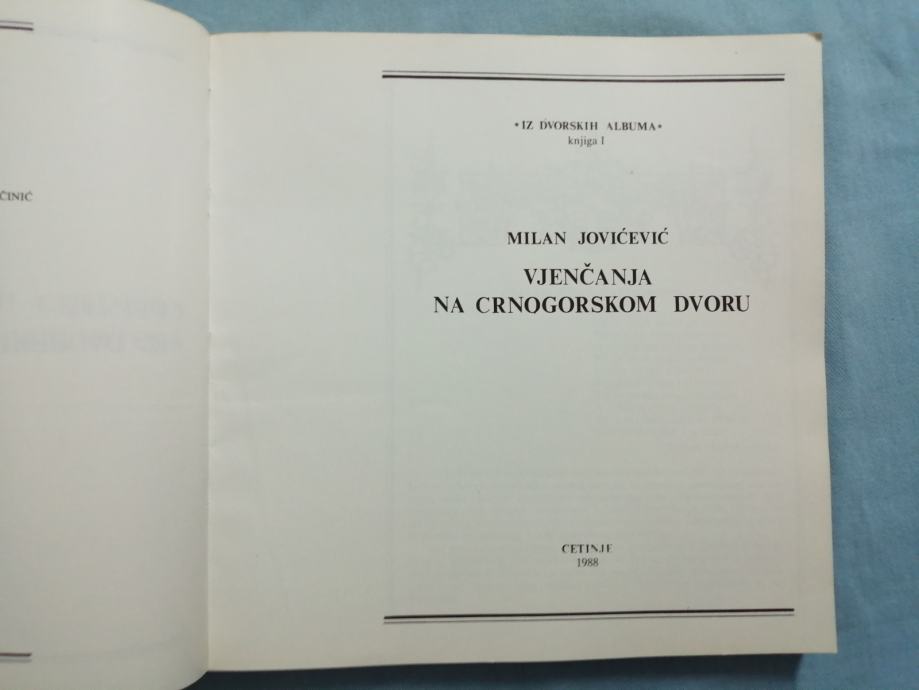 ČINIĆ
•IZ DVORSKIH ALBUMA•
knjiga I
MILAN JOVIĆEVIĆ
VJENČANJA
NA CRNOGORSKOM DVORU
CETINJE
1988